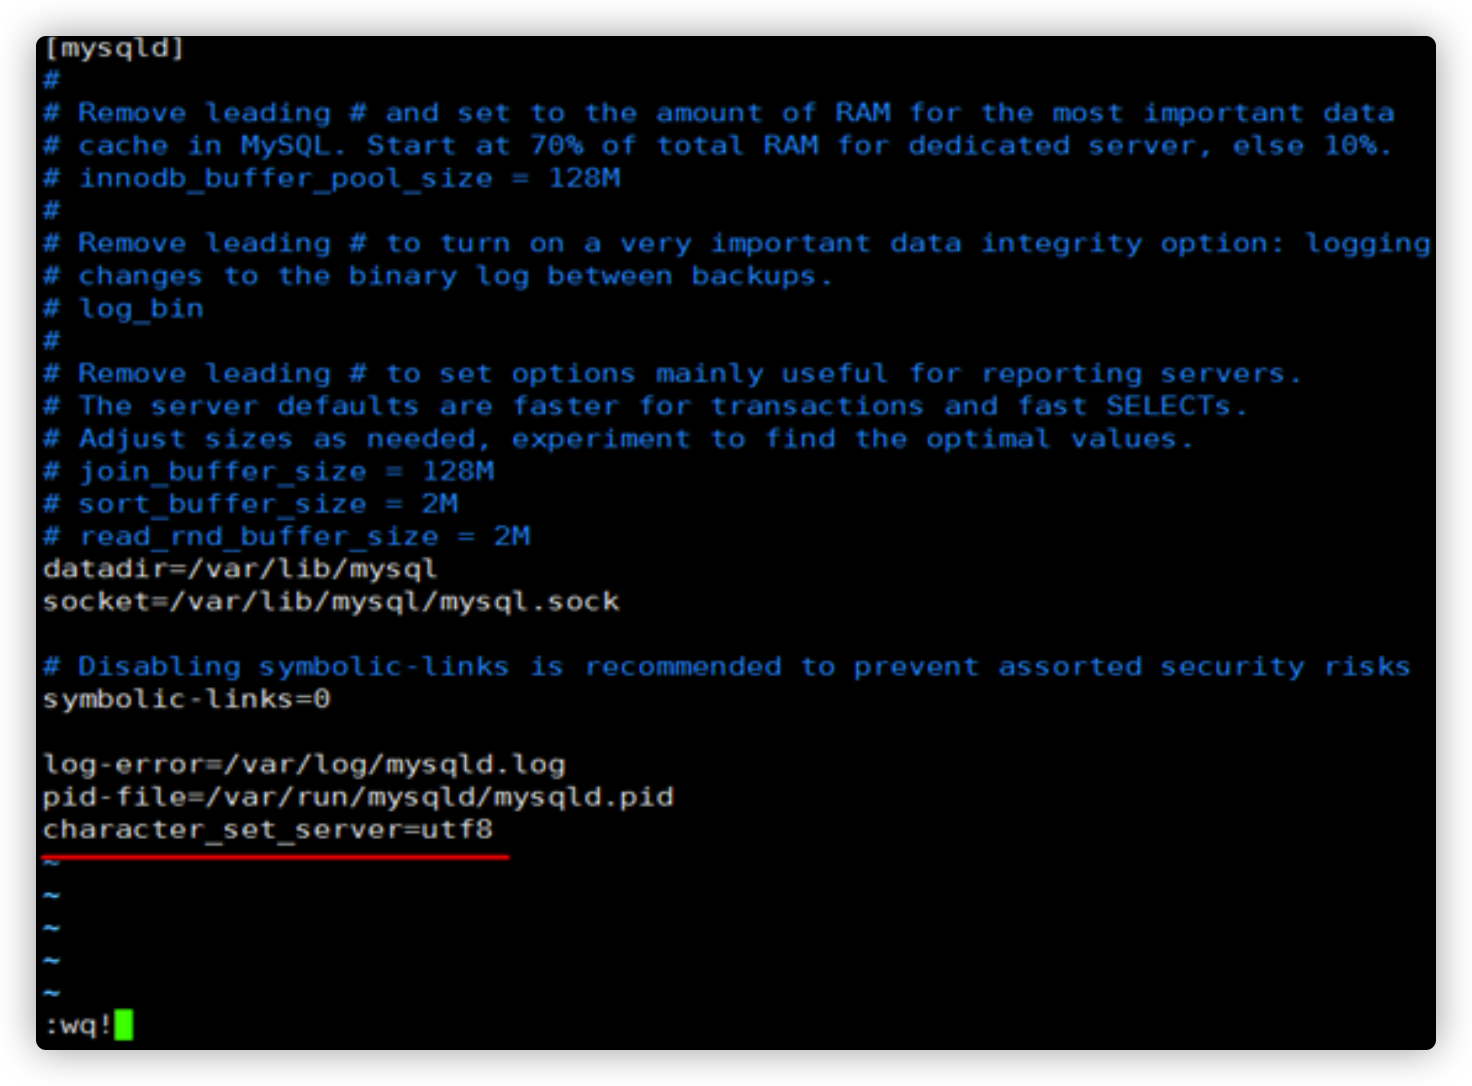 [mysqld]
#
# Remove leading # and set to the amount of RAM for the most important data
# cache in MySQL. Start at 70% of total RAM for dedicated server, else 10%.
# innodb_buffer_pool_size = 128M
#
# Remove leading # to turn on a very important data integrity option: logging
# changes to the binary log between backups.
# log_bin
#
# Remove leading # to set options mainly useful for reporting servers.
# The server defaults are faster for transactions and fast SELECTs.
# Adjust sizes as needed, experiment to find the optimal values.
# join_buffer_size = 128M
# sort_buffer_size = 2M
# read_rnd_buffer_size = 2M
datadir=/var/lib/mysql
socket=/var/lib/mysql/mysql.sock
# Disabling symbolic-links is recommended to prevent assorted security risks
symbolic-links=0
log-error=/var/log/mysqld.log
pid-file=/var/run/mysqld/mysqld.pid
character_set_server=utf8
~
~
~
~
~
:wq!